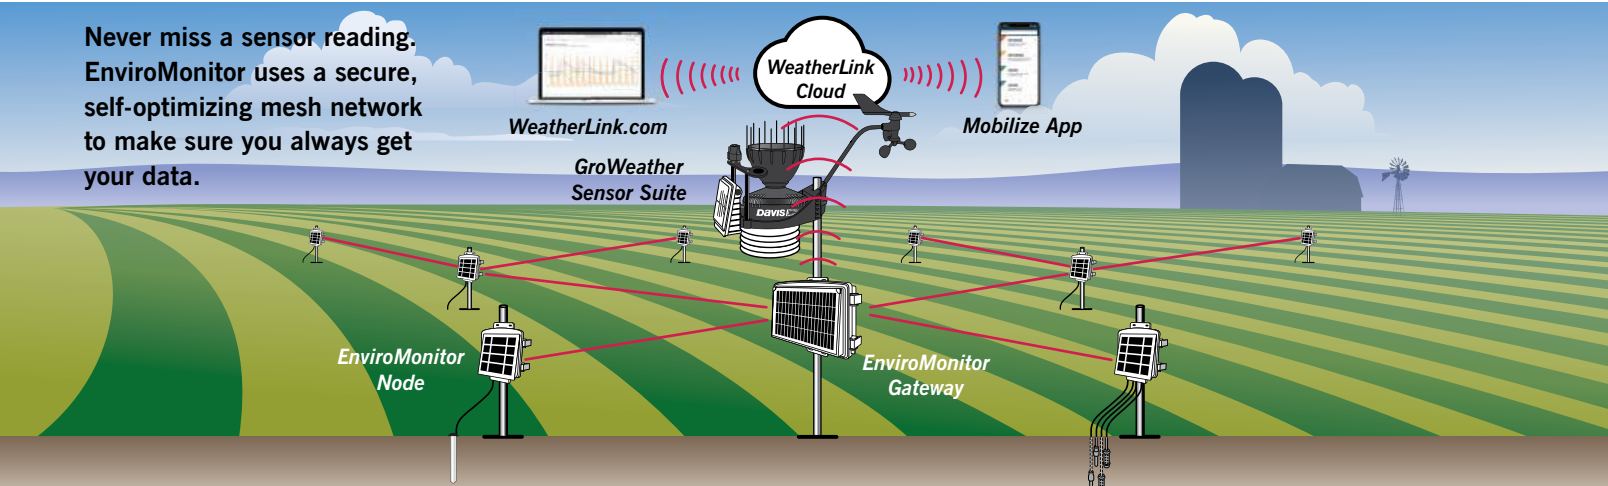 Never miss a sensor reading.
EnviroMonitor uses a secure,
self-optimizing mesh network
to make sure you always get
your data.
WeatherLink.com
WeatherLink
Cloud
Mobilize App
GroWeather
Sensor Suite
DAVIS
EnviroMonitor
Node
EnviroMonitor
Gateway